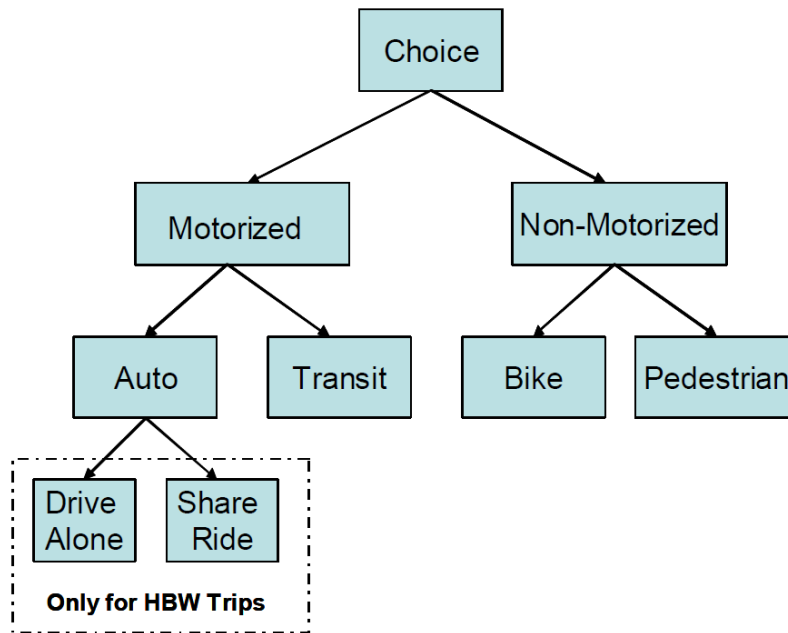 Choice
Motorized
Non-Motorized
Auto
Transit
Bike
Pedestrian
Drive
Alone
Share
Ride
Only for HBW Trips